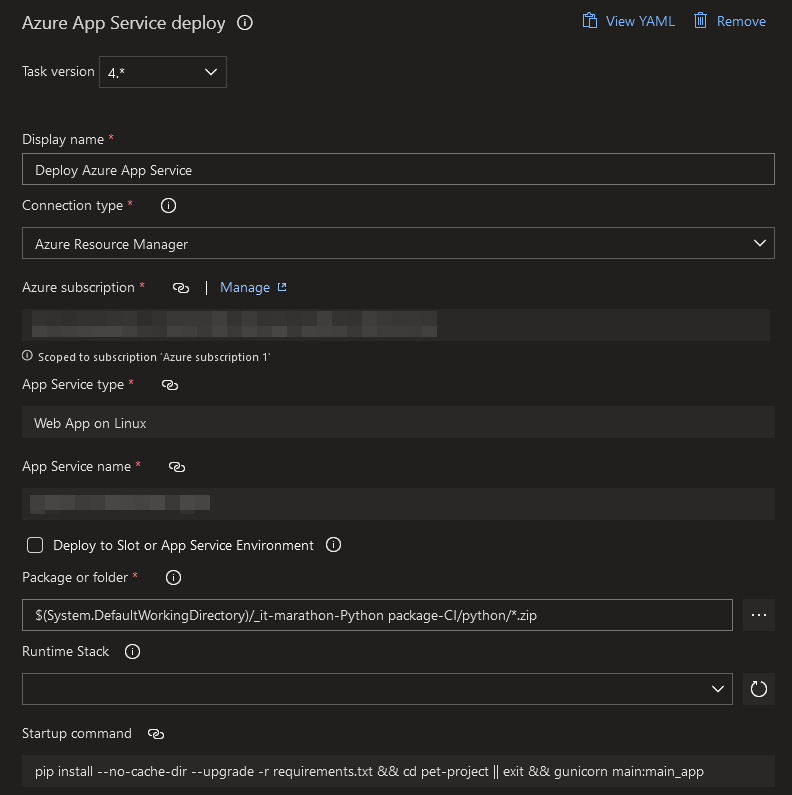 Azure App Service deploy
View YAML
Remove
Task version
4.*
Display name *
Deploy Azure App Service
Connection type *
Azure Resource Manager
Azure subscription *
| Manage
Scoped to subscription 'Azure subscription 1'
App Service type *
Web App on Linux
App Service name *
Deploy to Slot or App Service Environment
Package or folder *
$(System.DefaultWorkingDirectory)/_it-marathon-Python package-CI/python/*.zip
...
Runtime Stack
Startup command
pip install --no-cache-dir --upgrade -r requirements.txt && cd pet-project || exit && gunicorn main:main_app